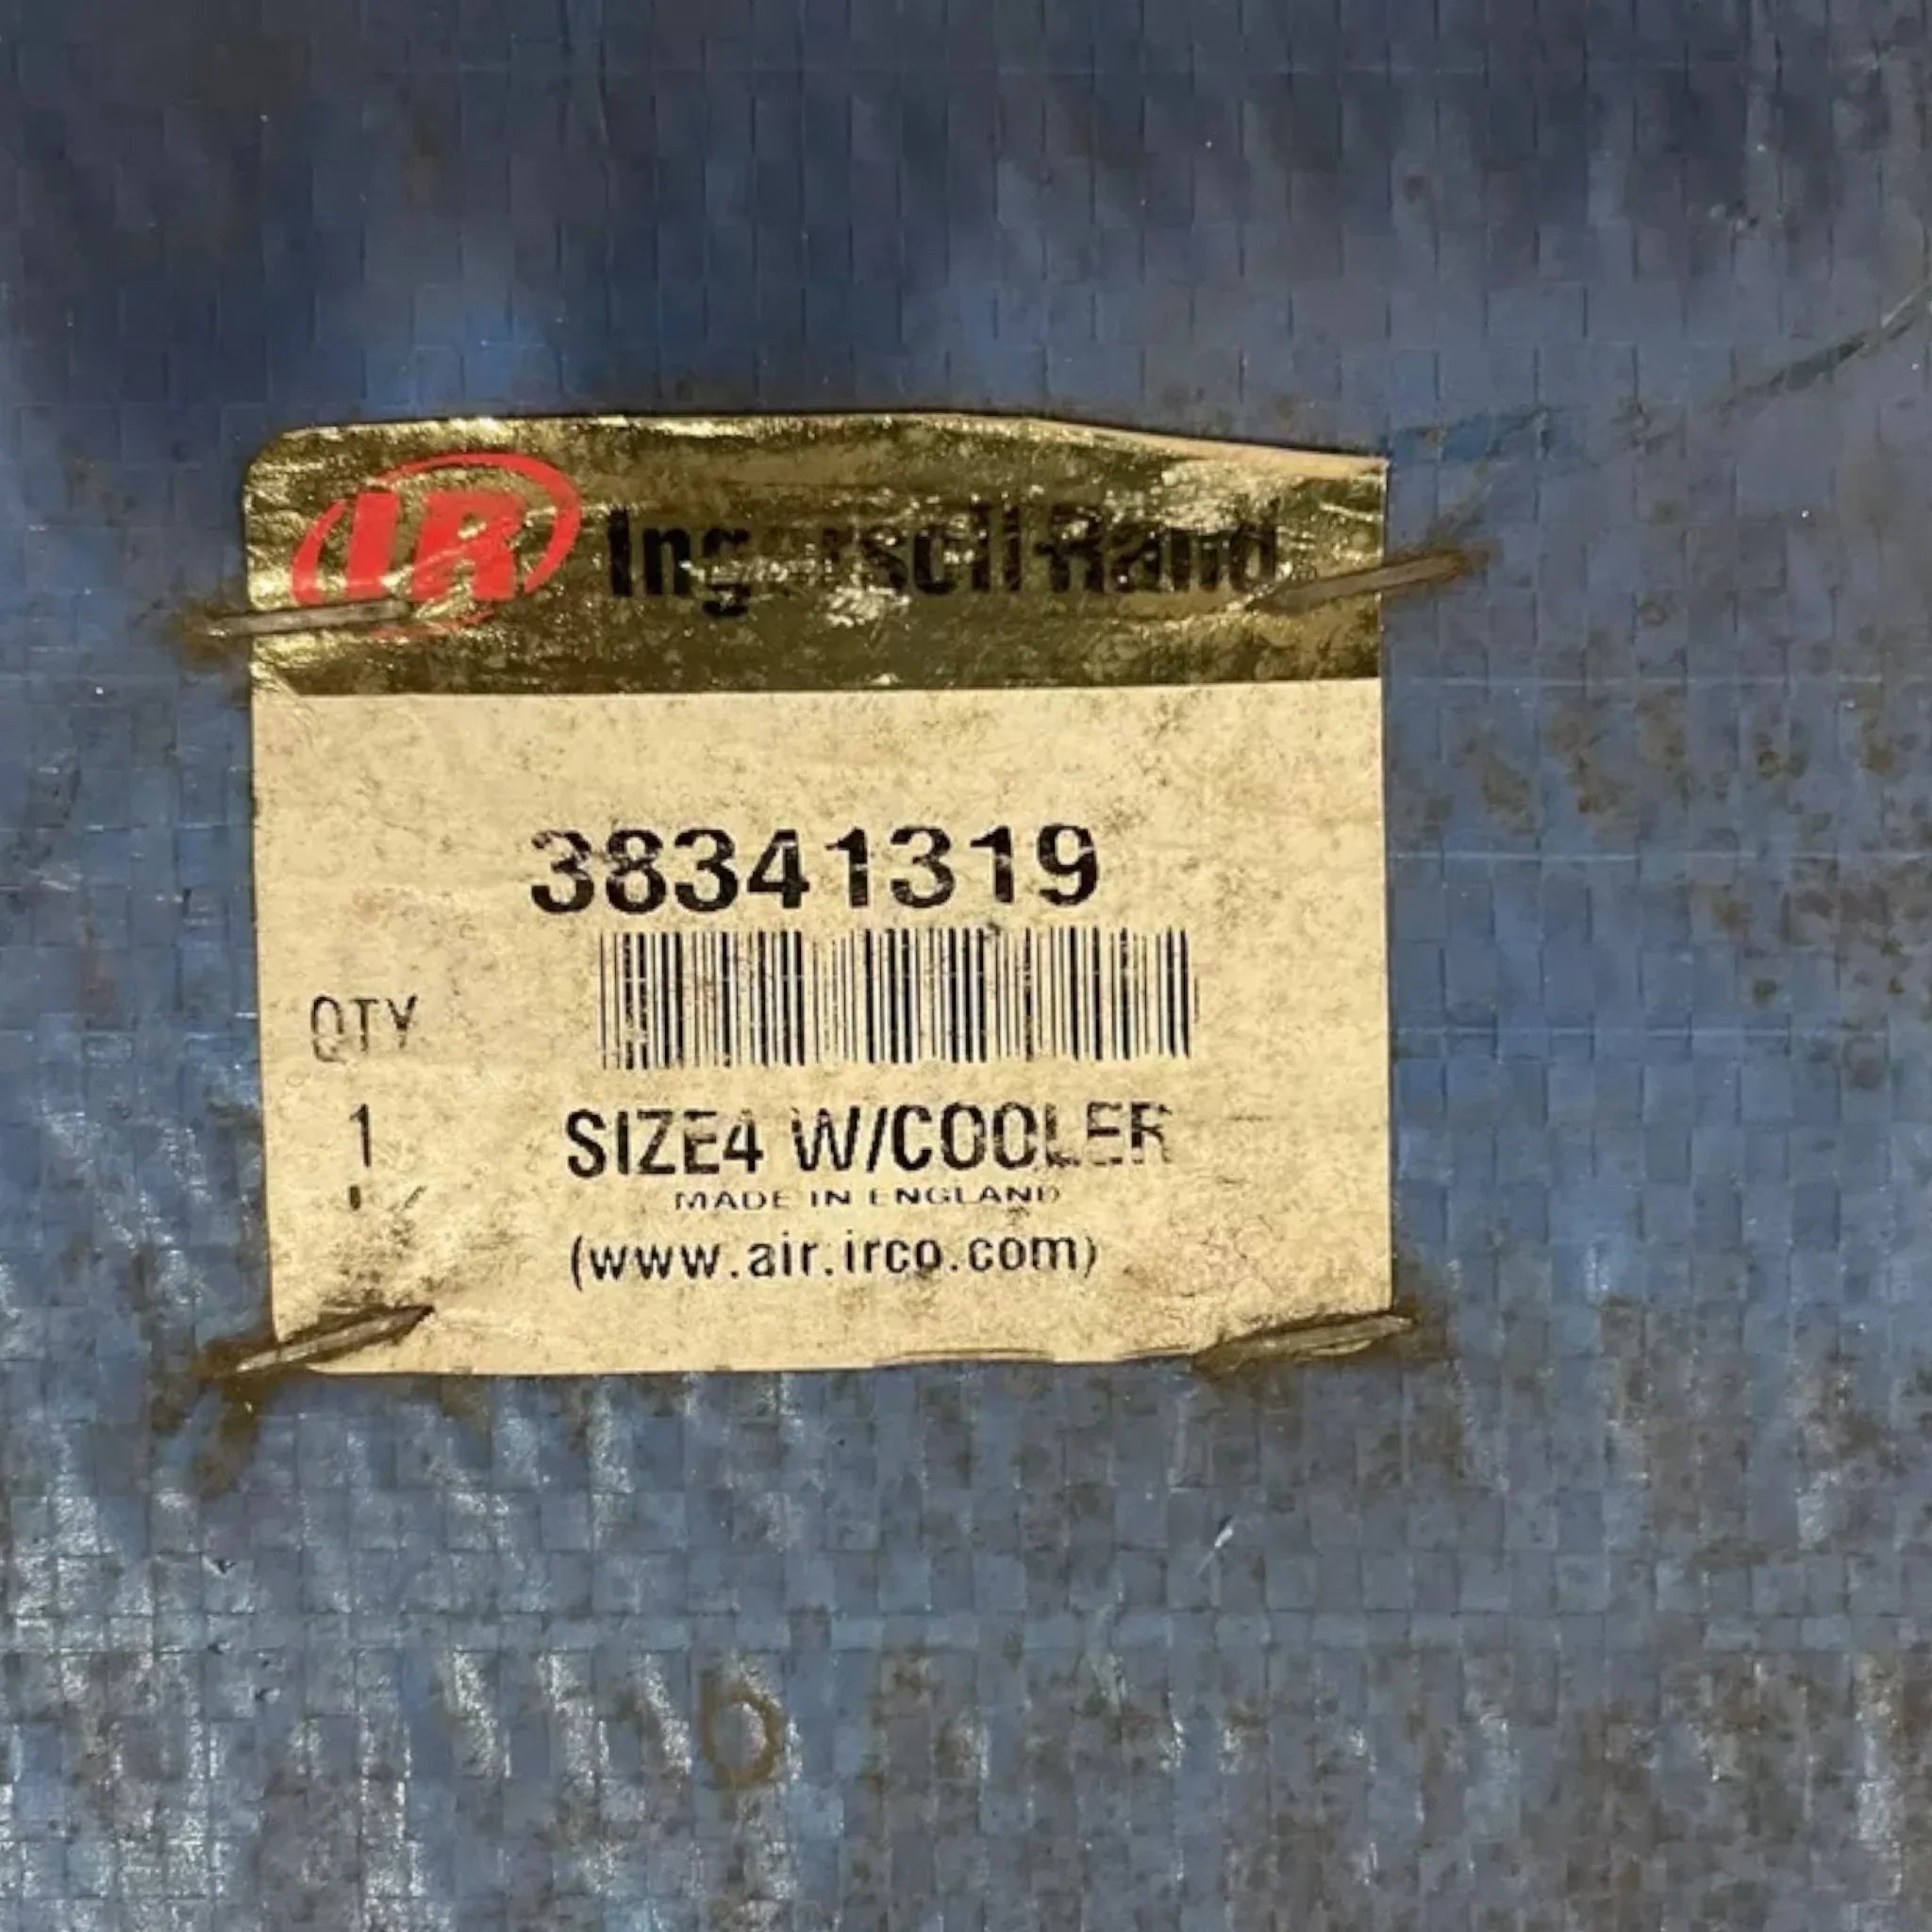 IR Ingersoll-Rand
38341319
QTY
1
SIZE4 W/COOLER
MADE IN ENGLAND
(www.air.irco.com)